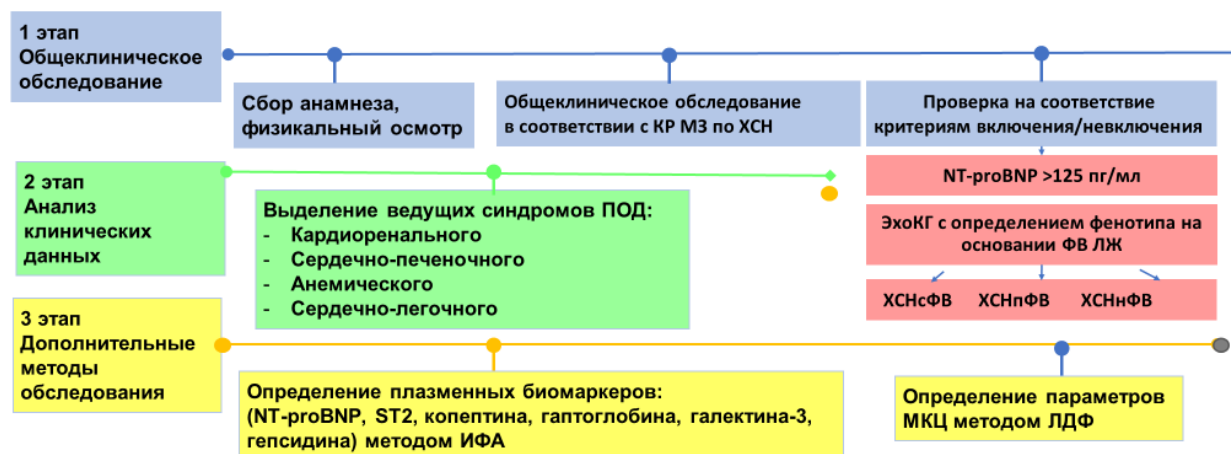 1 этап
Общеклиническое
обследование
Сбор анамнеза,
физикальный осмотр
Общеклиническое обследование
в соответствии с КР МЗ по ХСН
Проверка на соответствие
критериям включения/невключения
NT-proBNP >125 пг/мл
ЭхоКГ с определением фенотипа на
основании ФВ ЛЖ
ХСНсФВ ХСНпФВ ХСНнФВ
2 этап
Анализ
клинических
данных
Выделение ведущих синдромов ПОД:
- Кардиоренального
- Сердечно-печеночного
- Анемического
- Сердечно-легочного
3 этап
Дополнительные
методы
обследования
Определение плазменных биомаркеров:
(NT-proBNP, ST2, копептина, гаптоглобина, галектина-3,
гепсидина) методом ИФА
Определение параметров
МКЦ методом ЛДФ